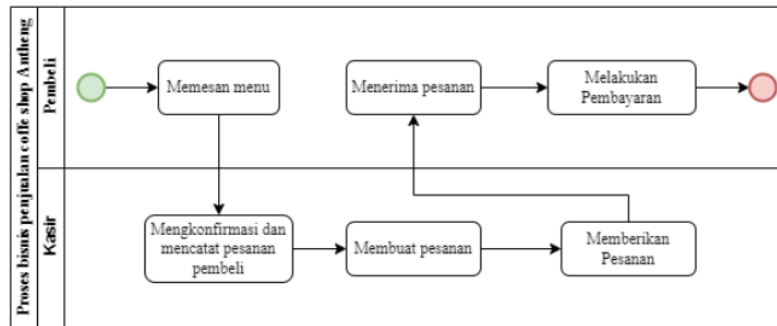 Proses bisnis penjualan coffe shop Antheng
Pembeli
Memesan menu
Menerima pesanan
Melakukan
Pembayaran
Kasir
Mengkonfirmasi dan
mencatat pesanan
pembeli
Membuat pesanan
Memberikan
Pesanan